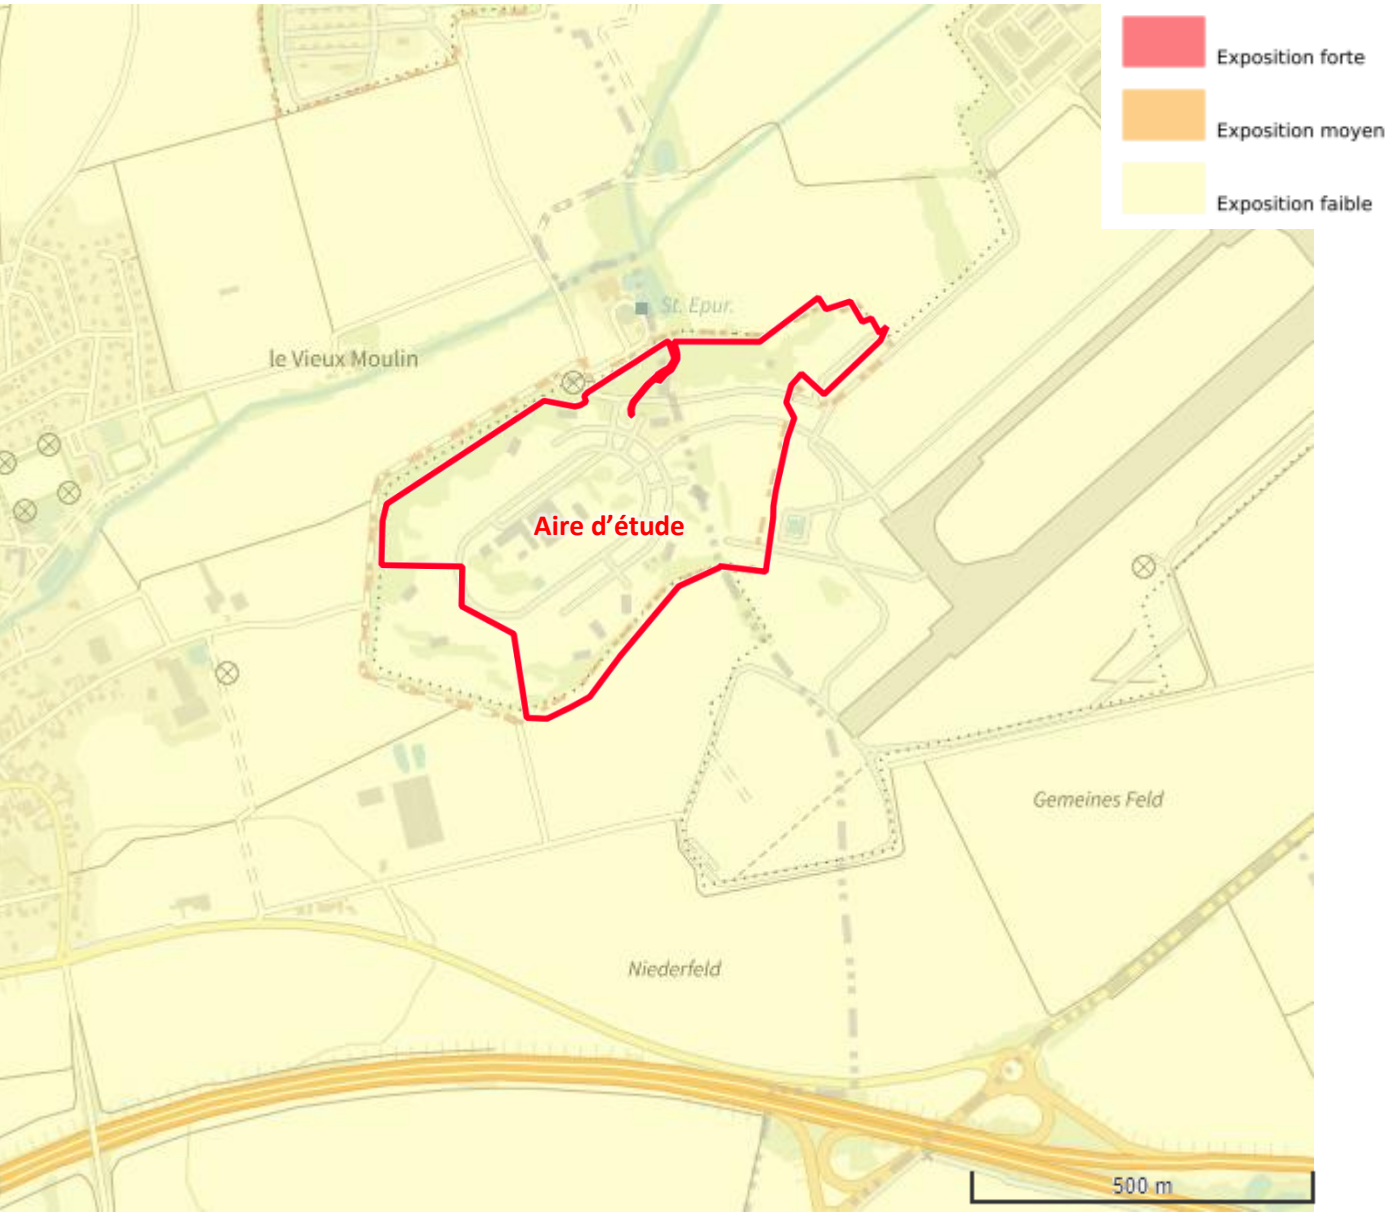 Exposition forte
Exposition moyen
Exposition faible
St. Epur.
le Vieux Moulin
Aire d’étude
Gemeines Feld
Niederfeld
500 m